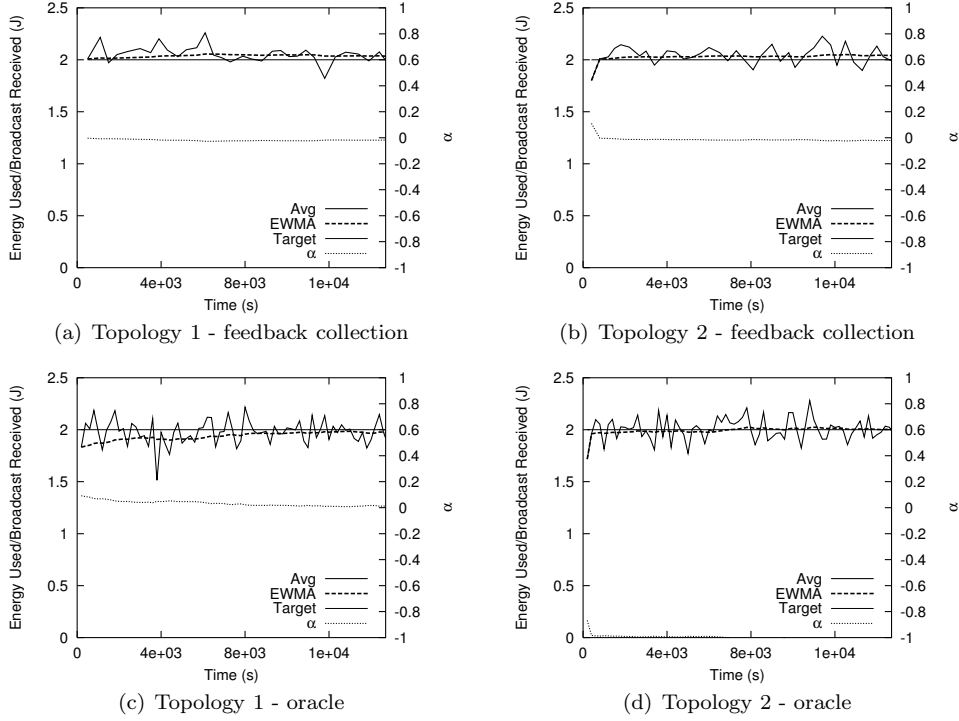 Energy Used/Broadcast Received (J)
2.5
2
1.5
1
0.5
0
1
0.8
0.6
0.4
0.2
0
-0.2
-0.4
-0.6
-0.8
-1
α
Avg
EWMA
Target
α
0
4e+03
8e+03
1e+04
Time (s)
(a) Topology 1 - feedback collection
Energy Used/Broadcast Received (J)
2.5
2
1.5
1
0.5
0
1
0.8
0.6
0.4
0.2
0
-0.2
-0.4
-0.6
-0.8
-1
α
Avg
EWMA
Target
α
0
4e+03
8e+03
1e+04
Time (s)
(b) Topology 2 - feedback collection
Energy Used/Broadcast Received (J)
2.5
2
1.5
1
0.5
0
1
0.8
0.6
0.4
0.2
0
-0.2
-0.4
-0.6
-0.8
-1
α
Avg
EWMA
Target
α
0
4e+03
8e+03
1e+04
Time (s)
(c) Topology 1 - oracle
Energy Used/Broadcast Received (J)
2.5
2
1.5
1
0.5
0
1
0.8
0.6
0.4
0.2
0
-0.2
-0.4
-0.6
-0.8
-1
α
Avg
EWMA
Target
α
0
4e+03
8e+03
1e+04
Time (s)
(d) Topology 2 - oracle